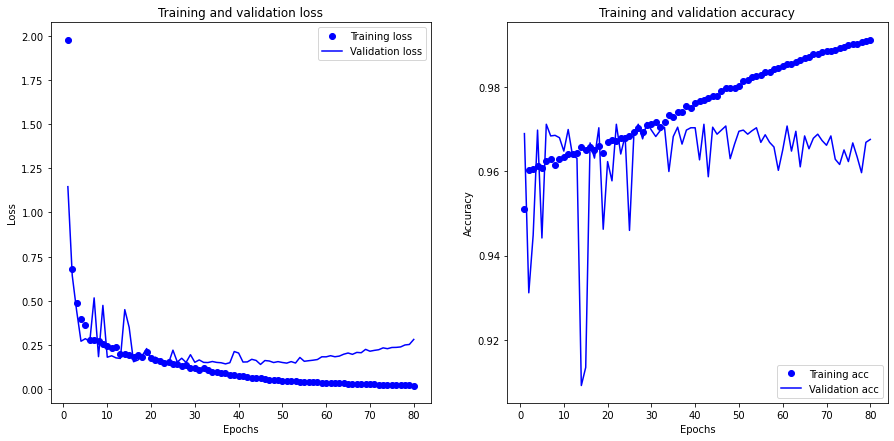 Training and validation loss
Training loss
Validation loss
2.00
1.75
1.50
1.25
1.00
0.75
0.50
0.25
0.00
Loss
0 10 20 30 40 50 60 70 80
Epochs
Training and validation accuracy
0.98
0.96
0.94
0.92
Accuracy
Training acc
Validation acc
0 10 20 30 40 50 60 70 80
Epochs